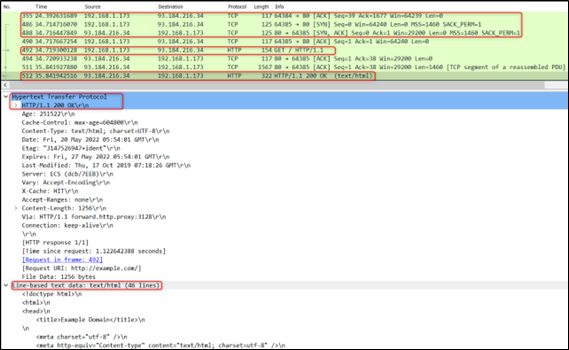 No. Time Source Destination Protocol Length Info
355 24.392631689 192.168.1.173 93.184.216.34 TCP 117 64384 → 80 [ACK] Seq=39 Ack=1677 Win=64239 Len=0
486 34.714716070 192.168.1.173 93.184.216.34 TCP 125 64385 → 80 [SYN] Seq=0 Win=64240 Len=0 MSS=1460 SACK_PERM=1
488 34.716447849 93.184.216.34 192.168.1.173 TCP 125 80 → 64385 [SYN, ACK] Seq=0 Ack=1 Win=29200 Len=0 MSS=1460 SACK_PERM=1
490 34.717667254 192.168.1.173 93.184.216.34 TCP 117 64385 → 80 [ACK] Seq=1 Ack=1 Win=64240 Len=0
492 34.719300128 192.168.1.173 93.184.216.34 HTTP 154 GET / HTTP/1.1
494 34.720933238 93.184.216.34 192.168.1.173 TCP 117 80 → 64385 [ACK] Seq=1 Ack=38 Win=29200 Len=0
511 35.841927880 93.184.216.34 192.168.1.173 TCP 1567 80 → 64385 [ACK] Seq=1 Ack=38 Win=29200 Len=1460 [TCP segment of a reassembled PDU]
512 35.841942516 93.184.216.34 192.168.1.173 HTTP 322 HTTP/1.1 200 OK (text/html)
Hypertext Transfer Protocol
HTTP/1.1 200 OK\r\n
Age: 251522\r\n
Cache-Control: max-age=604800\r\n
Content-Type: text/html; charset=UTF-8\r\n
Date: Fri, 20 May 2022 05:54:01 GMT\r\n
Etag: "3147526947+ident"\r\n
Expires: Fri, 27 May 2022 05:54:01 GMT\r\n
Last-Modified: Thu, 17 Oct 2019 07:18:26 GMT\r\n
Server: ECS (dcb/7EEB)\r\n
Vary: Accept-Encoding\r\n
X-Cache: HIT\r\n
Accept-Ranges: none\r\n
Content-Length: 1256\r\n
Via: HTTP/1.1 forward.http.proxy:3128\r\n
Connection: keep-alive\r\n
\r\n
[HTTP response 1/1]
[Time since request: 1.122642388 seconds]
[Request in frame: 492]
[Request URI: http://example.com/]
File Data: 1256 bytes
Line-based text data: text/html (46 lines)
<!doctype html>\n
<html>\n
<head>\n
<title>Example Domain</title>\n
\n
<meta charset="utf-8" />\n
<meta http-equiv="Content-type" content="text/html; charset=utf-8" />\n